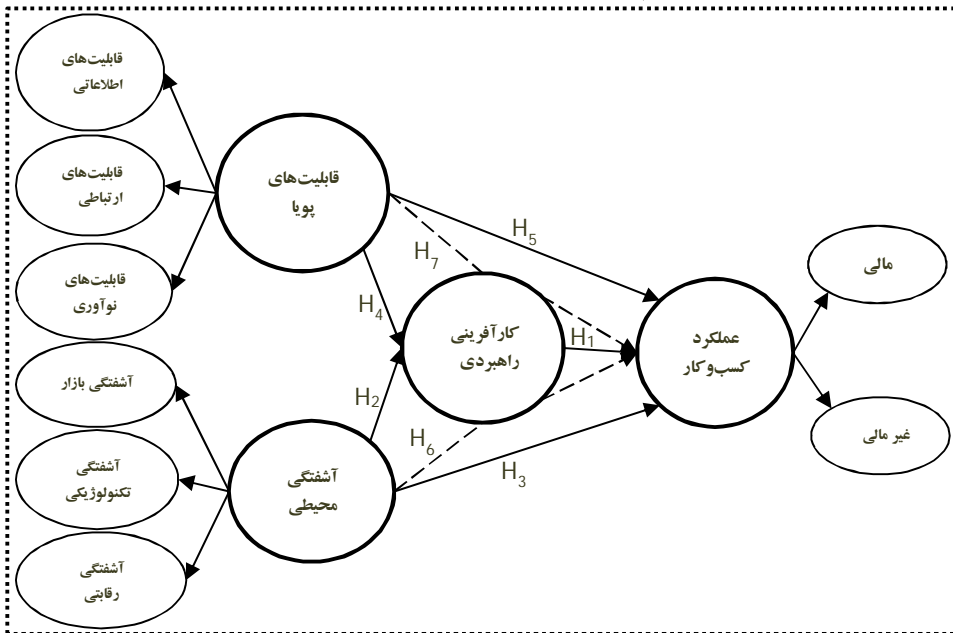 قابلیت‌های
اطلاعاتی
قابلیت‌های
ارتباطی
قابلیت‌های
نوآوری
قابلیت‌های
پویا
آشفتگی بازار
آشفتگی
تکنولوژیکی
آشفتگی
رقابتی
آشفتگی
محیطی
کارآفرینی
راهبردی
عملکرد
کسب‌وکار
مالی
غیر مالی
H5
H7
H4
H1
H2
H6
H3